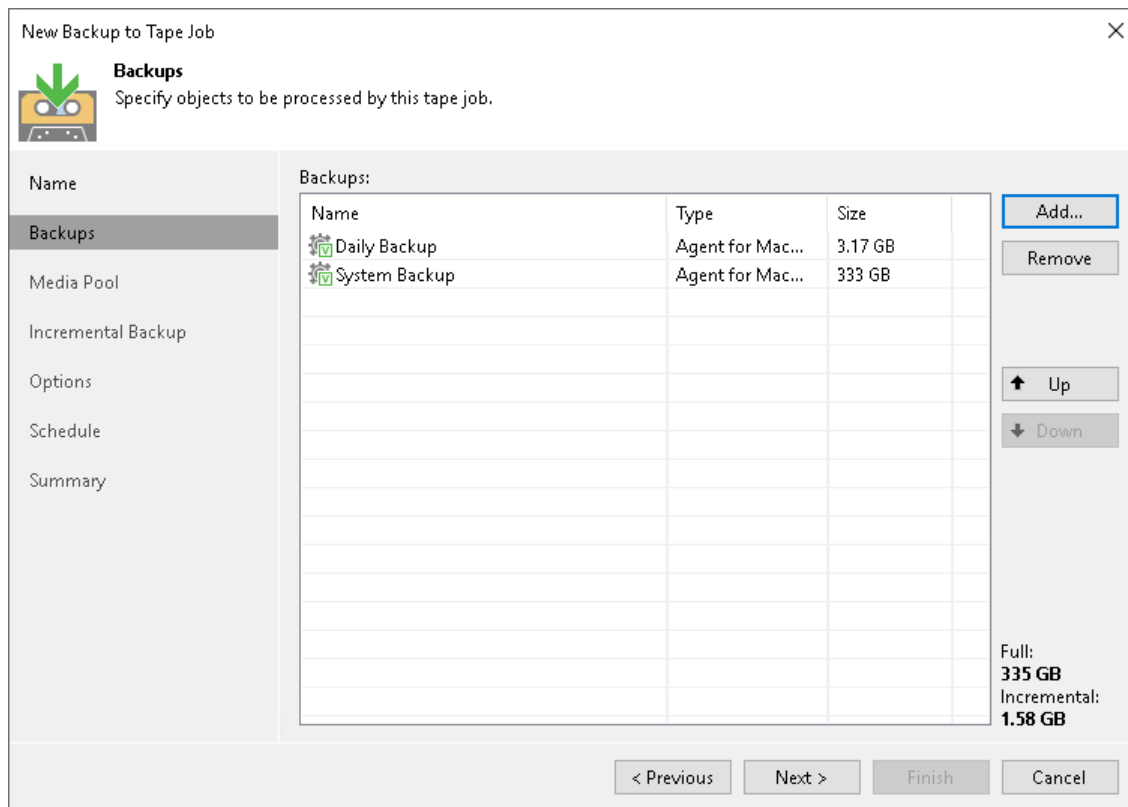 New Backup to Tape Job
Backups
Specify objects to be processed by this tape job.
Name
Backups
Media Pool
Incremental Backup
Options
Schedule
Summary
Backups:
Name Type Size
Daily Backup Agent for Mac... 3.17 GB
System Backup Agent for Mac... 333 GB
Add...
Remove
Up
Down
Full:
335 GB
Incremental:
1.58 GB
< Previous Next > Finish Cancel